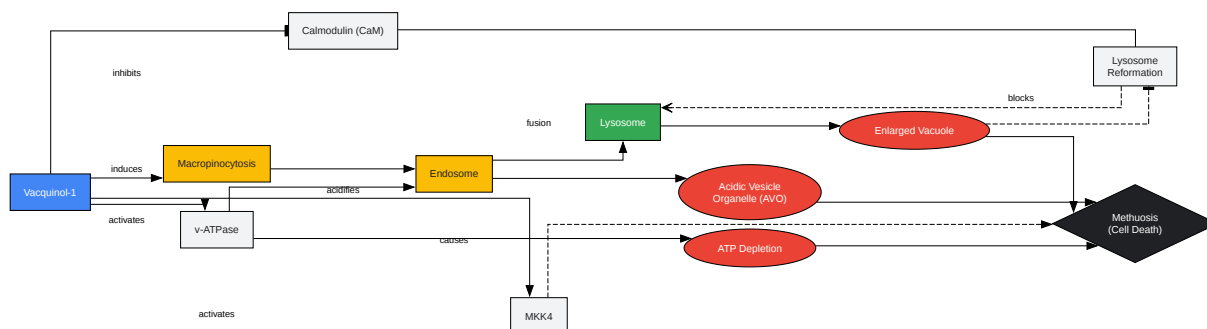 Calmodulin (CaM)
Lysosome
Reformation
inhibits
blocks
fusion
Lysosome
Enlarged Vacuole
Macropinocytosis
induces
Endosome
Vacquinol-1
acidifies
Acidic Vesicle
Organelle (AVO)
activates
v-ATPase
Methuosis
(Cell Death)
causes
ATP Depletion
activates
MKK4